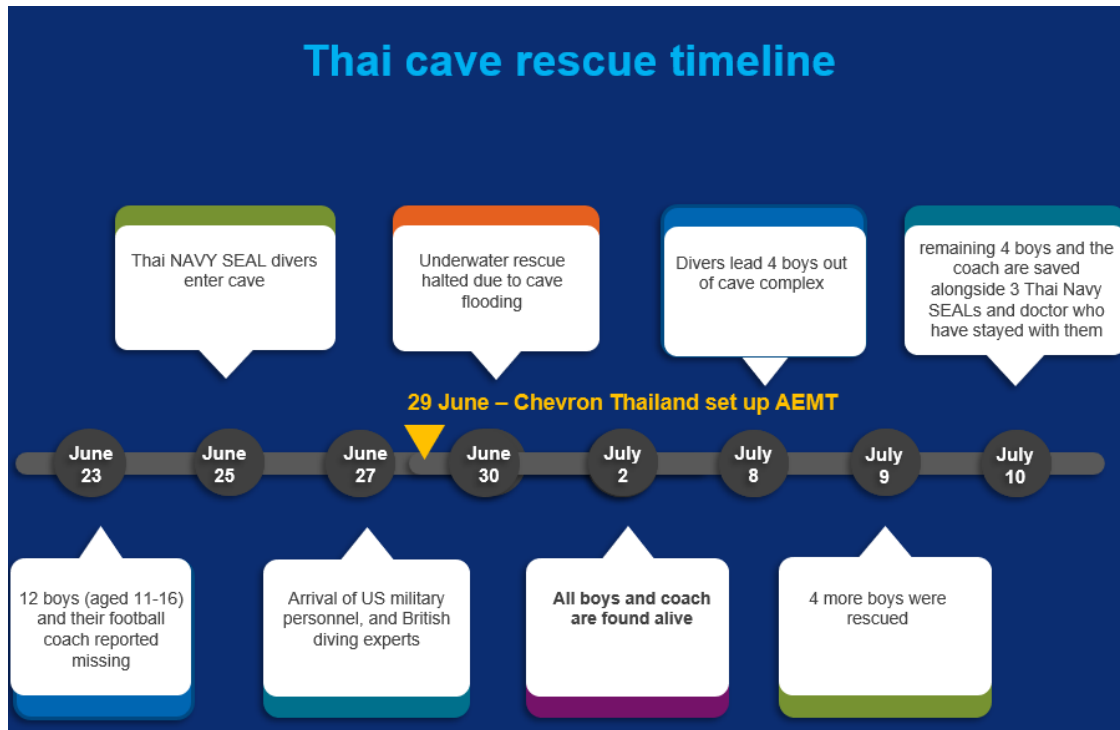 Thai cave rescue timeline
Thai NAVY SEAL divers
enter cave
Underwater rescue
halted due to cave
flooding
Divers lead 4 boys out
of cave complex
remaining 4 boys and the
coach are saved
alongside 3 Thai Navy
SEALs and doctor who
have stayed with them
29 June – Chevron Thailand set up AEMT
June
23
June
25
June
27
June
30
July
2
July
8
July
9
July
10
12 boys (aged 11-16)
and their football
coach reported
missing
Arrival of US military
personnel, and British
diving experts
All boys and coach
are found alive
4 more boys were
rescued